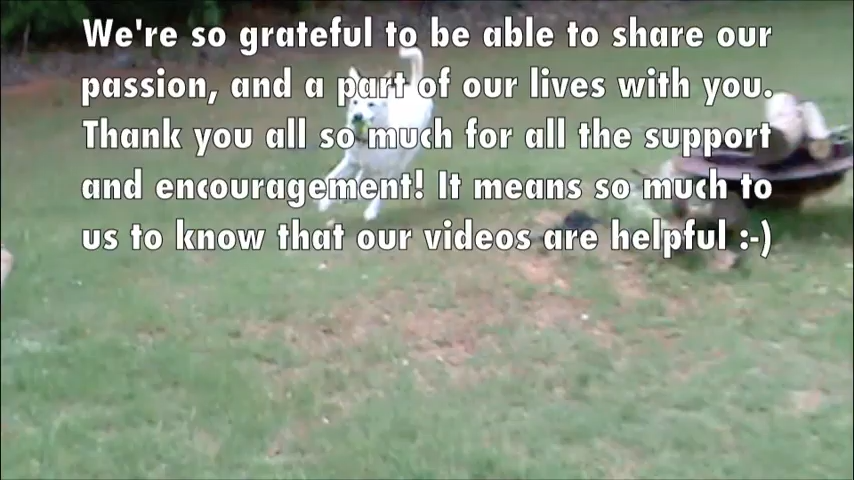 We're so grateful to be able to share our
passion, and a part of our lives with you.
Thank you all so much for all the support
and encouragement! It means so much to
us to know that our videos are helpful :-)